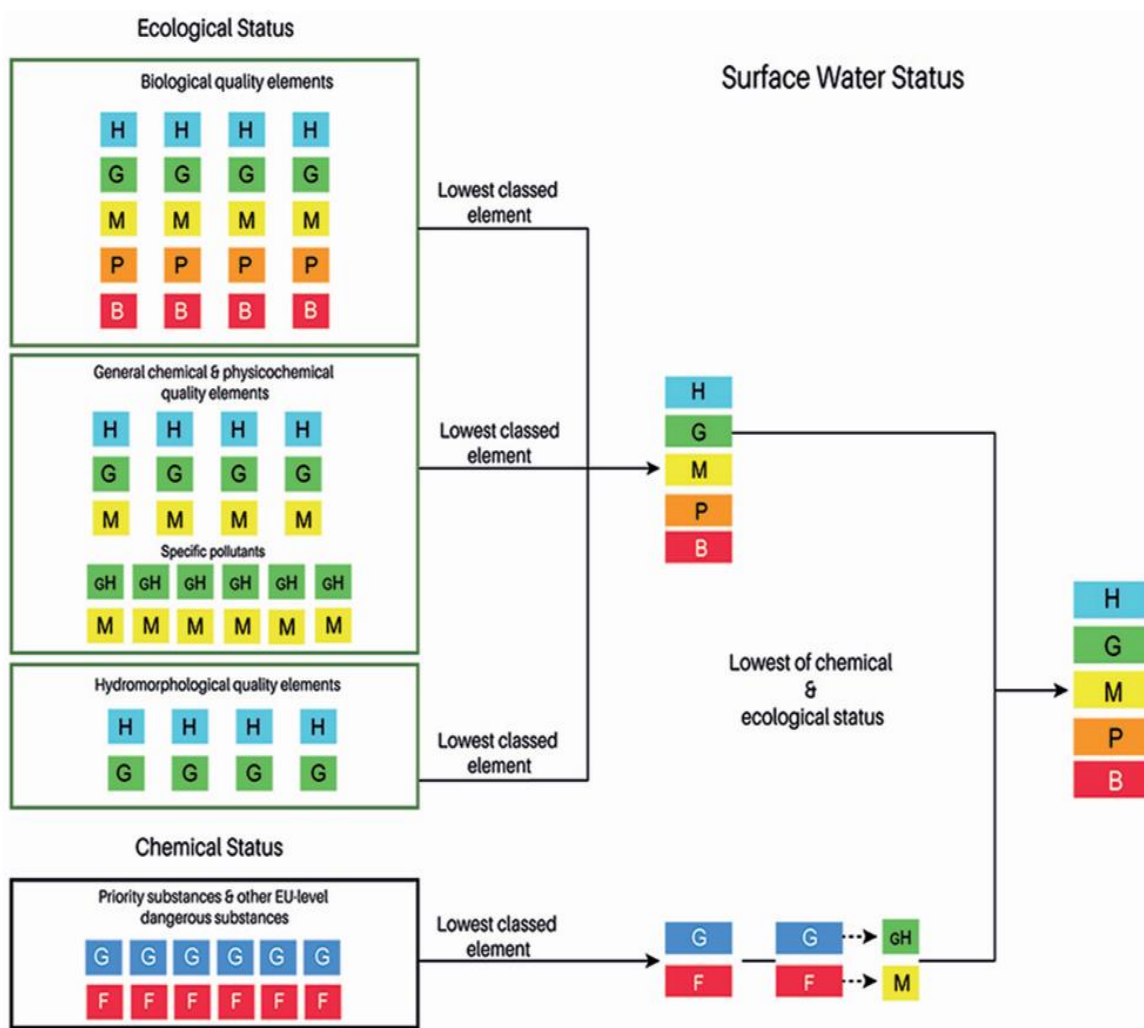 Ecological Status
Surface Water Status
Biological quality elements
H H H H
G G G G
M M M M
P P P P
B B B B
Lowest classed
element
General chemical & physicochemical
quality elements
H H H H
G G G G
M M M M
Specific pollutants
GH GH GH GH GH GH
M M M M M M
Lowest classed
element
H
G
M
P
B
Hydromorphological quality elements
H H H H
G G G G
Lowest classed
element
Lowest of chemical
&
ecological status
H
G
M
P
B
Chemical Status
Priority substances & other EU-level
dangerous substances
G G G G G G
F F F F F F
Lowest classed
element
G G GH
F F M